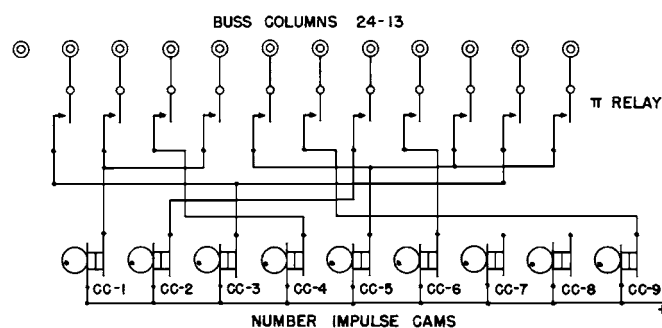 BUSS COLUMNS 24-13
π RELAY
CC-1 CC-2 CC-3 CC-4 CC-5 CC-6 CC-7 CC-8 CC-9
+
NUMBER IMPULSE CAMS